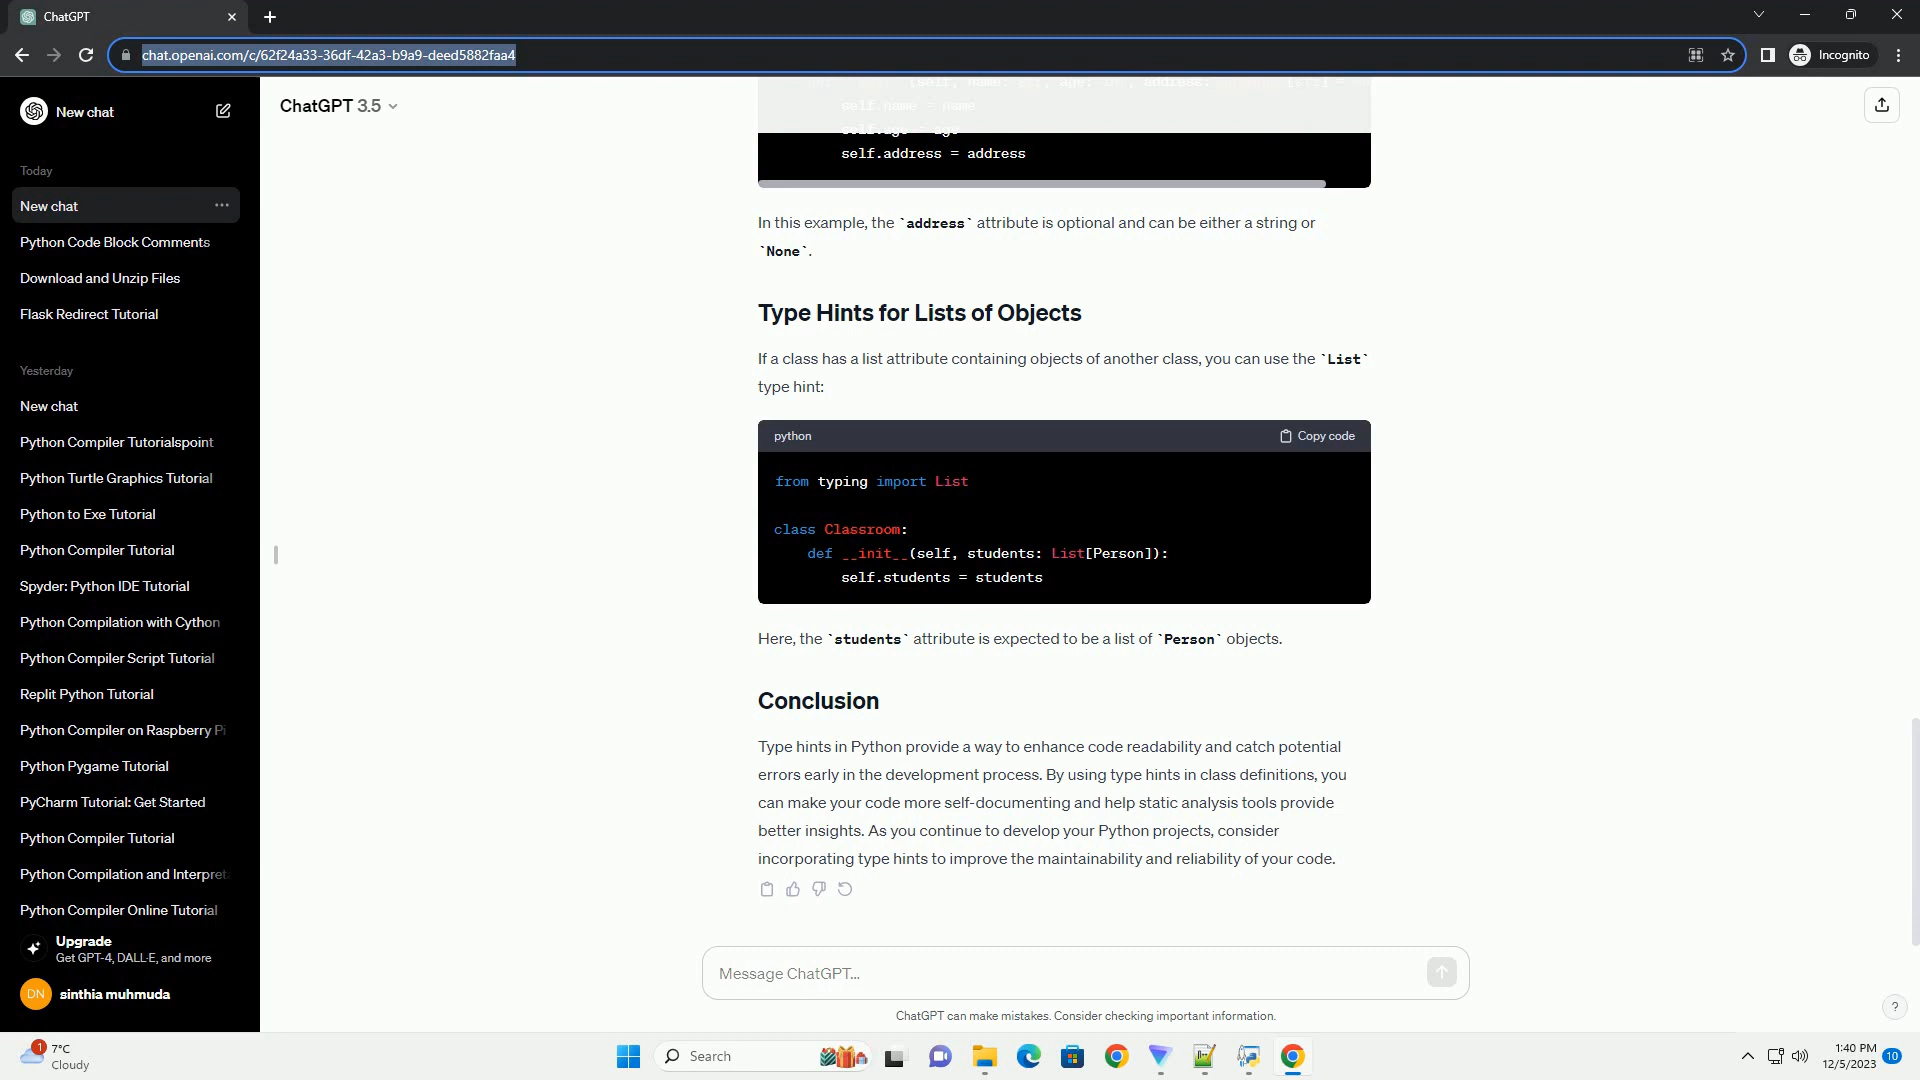 ChatGPT
chat.openai.com/c/62f24a33-36df-42a3-b9a9-deed5882faa4
Incognito
New chat
Today
New chat
Python Code Block Comments
Download and Unzip Files
Flask Redirect Tutorial
Yesterday
New chat
Python Compiler Tutorialspoint
Python Turtle Graphics Tutorial
Python to Exe Tutorial
Python Compiler Tutorial
Spyder: Python IDE Tutorial
Python Compilation with Cython
Python Compiler Script Tutorial
Replit Python Tutorial
Python Compiler on Raspberry Pi
Python Pygame Tutorial
PyCharm Tutorial: Get Started
Python Compiler Tutorial
Python Compilation and Interpret
Python Compiler Online Tutorial
Upgrade
Get GPT-4, DALL·E, and more
DN
sinthia muhmuda
ChatGPT 3.5
self.name = name
self.age = age
self.address = address
In this example, the `address` attribute is optional and can be either a string or
`None`.
Type Hints for Lists of Objects
If a class has a list attribute containing objects of another class, you can use the `List`
type hint:
python
Copy code
from typing import List
class Classroom:
def __init__(self, students: List[Person]):
self.students = students
Here, the `students` attribute is expected to be a list of `Person` objects.
Conclusion
Type hints in Python provide a way to enhance code readability and catch potential
errors early in the development process. By using type hints in class definitions, you
can make your code more self-documenting and help static analysis tools provide
better insights. As you continue to develop your Python projects, consider
incorporating type hints to improve the maintainability and reliability of your code.
Message ChatGPT...
ChatGPT can make mistakes. Consider checking important information.
?
1
7°C
Cloudy
Search
1:40 PM
12/5/2023
10